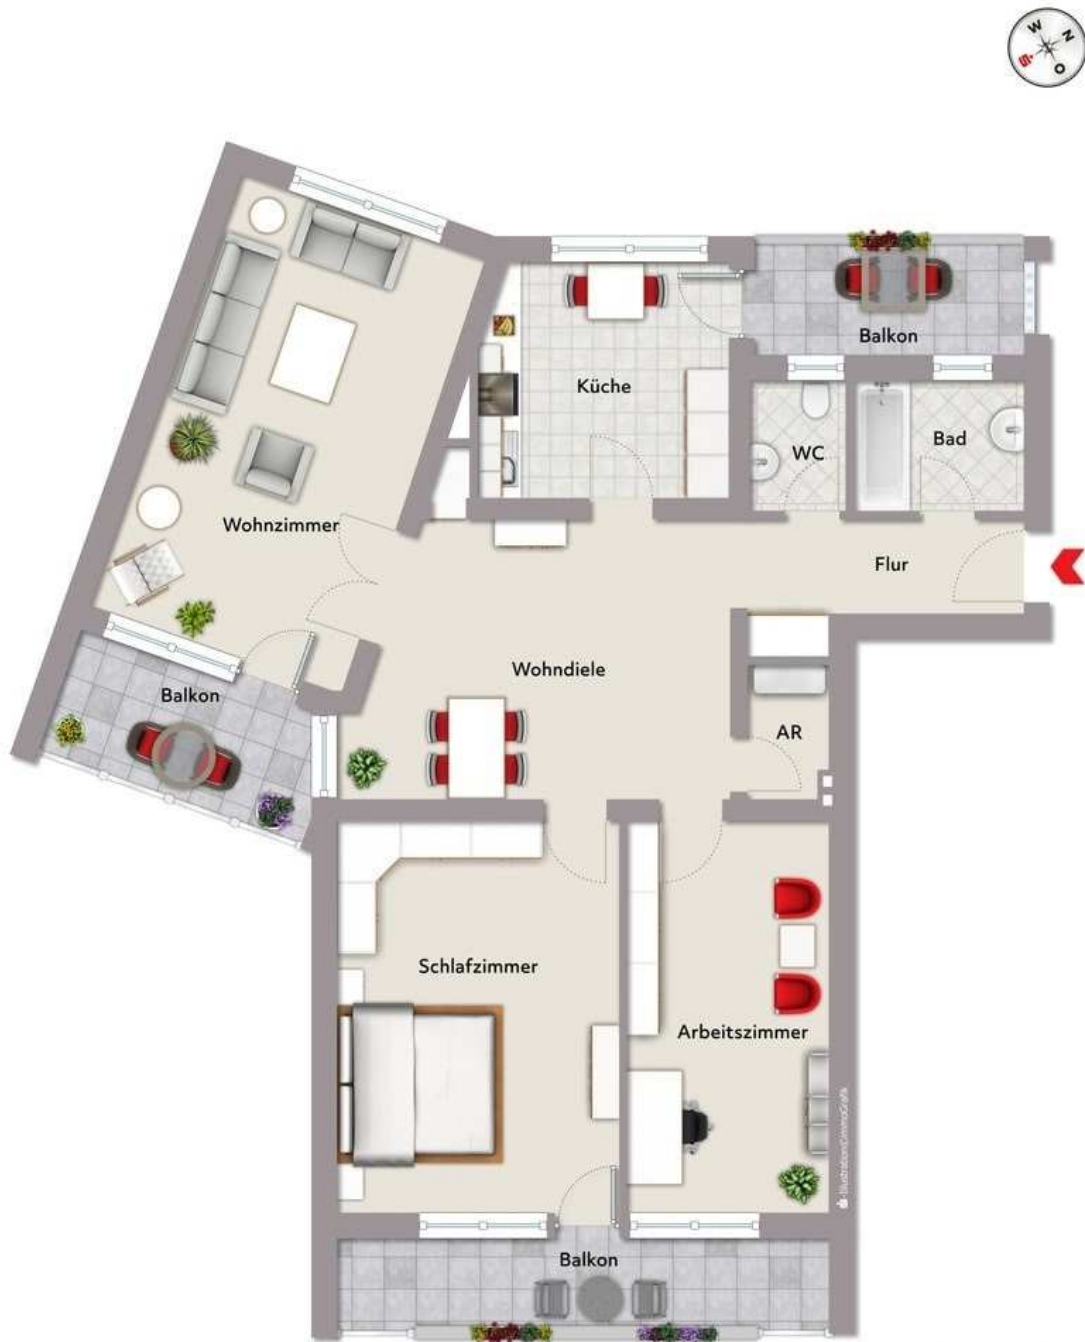 W
N
S
O
Balkon
Küche
WC
Bad
Wohnzimmer
Flur
Wohndiele
Balkon
AR
Schlafzimmer
Arbeitszimmer
Balkon